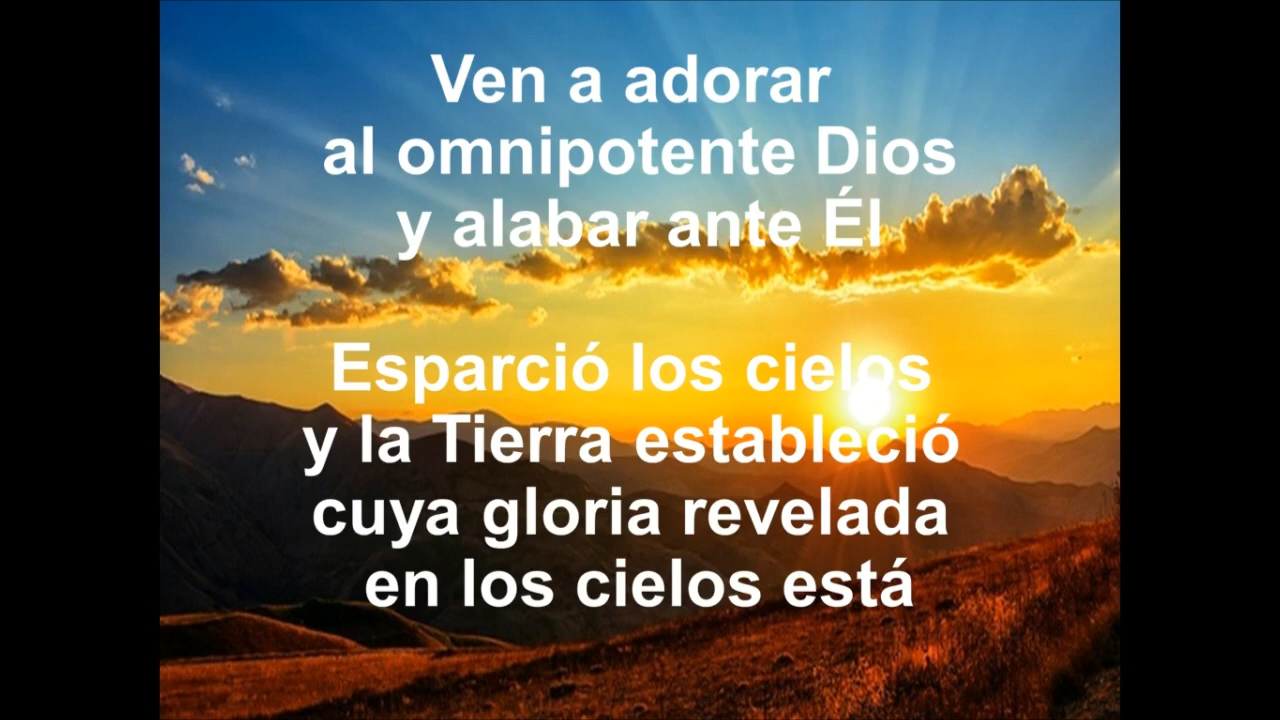 Ven a adorar
al omnipotente Dios
y alabar ante Él
Esparció los cielos
y la Tierra estableció
cuya gloria revelada
en los cielos está